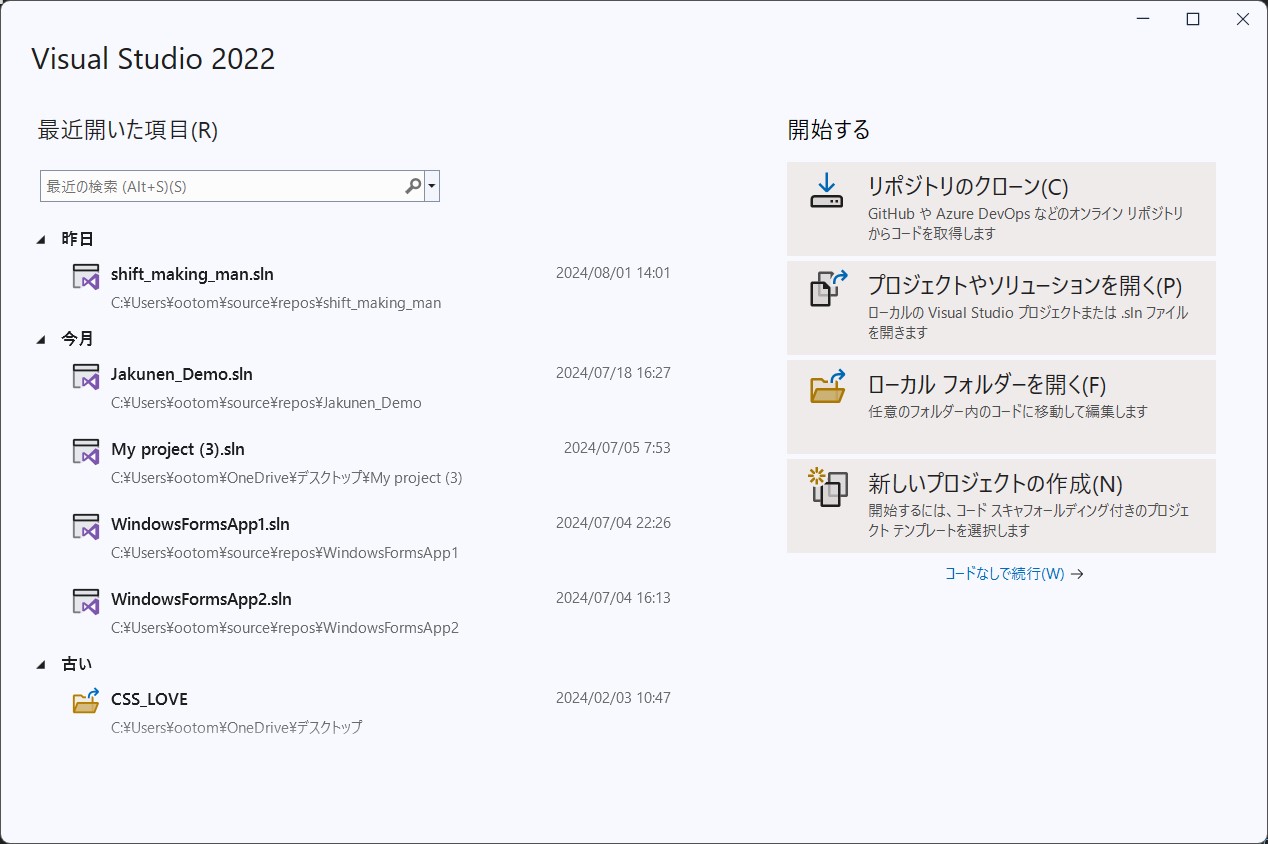 Visual Studio 2022
最近開いた項目(R)
最近の検索 (Alt+S)(S)
昨日
shift_making_man.sln 2024/08/01 14:01
C:¥Users¥ootom¥source¥repos¥shift_making_man
今月
Jakunen_Demo.sln 2024/07/18 16:27
C:¥Users¥ootom¥source¥repos¥Jakunen_Demo
My project (3).sln 2024/07/05 7:53
C:¥Users¥ootom¥OneDrive¥デスクトップ¥My project (3)
WindowsFormsApp1.sln 2024/07/04 22:26
C:¥Users¥ootom¥source¥repos¥WindowsFormsApp1
WindowsFormsApp2.sln 2024/07/04 16:13
C:¥Users¥ootom¥source¥repos¥WindowsFormsApp2
古い
CSS_LOVE 2024/02/03 10:47
C:¥Users¥ootom¥OneDrive¥デスクトップ
開始する
リポジトリのクローン(C)
GitHub や Azure DevOps などのオンライン リポジトリ
からコードを取得します
プロジェクトやソリューションを開く(P)
ローカルの Visual Studio プロジェクトまたは .sln ファイル
を開きます
ローカル フォルダーを開く(F)
任意のフォルダー内のコードに移動して編集します
新しいプロジェクトの作成(N)
開始するには、コード スキャフォールディング付きのプロジェ
クト テンプレートを選択します
コードなしで続行(W) →